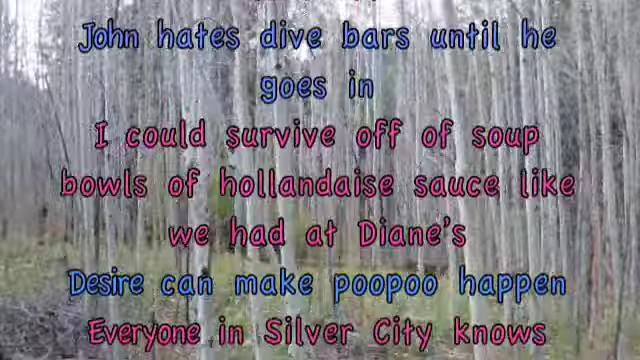 John hates dive bars until he
goes in
I could survive off of soup
bowls of hollandaise sauce like
we had at Diane's
Desire can make poopoo happen
Everyone in Silver City knows